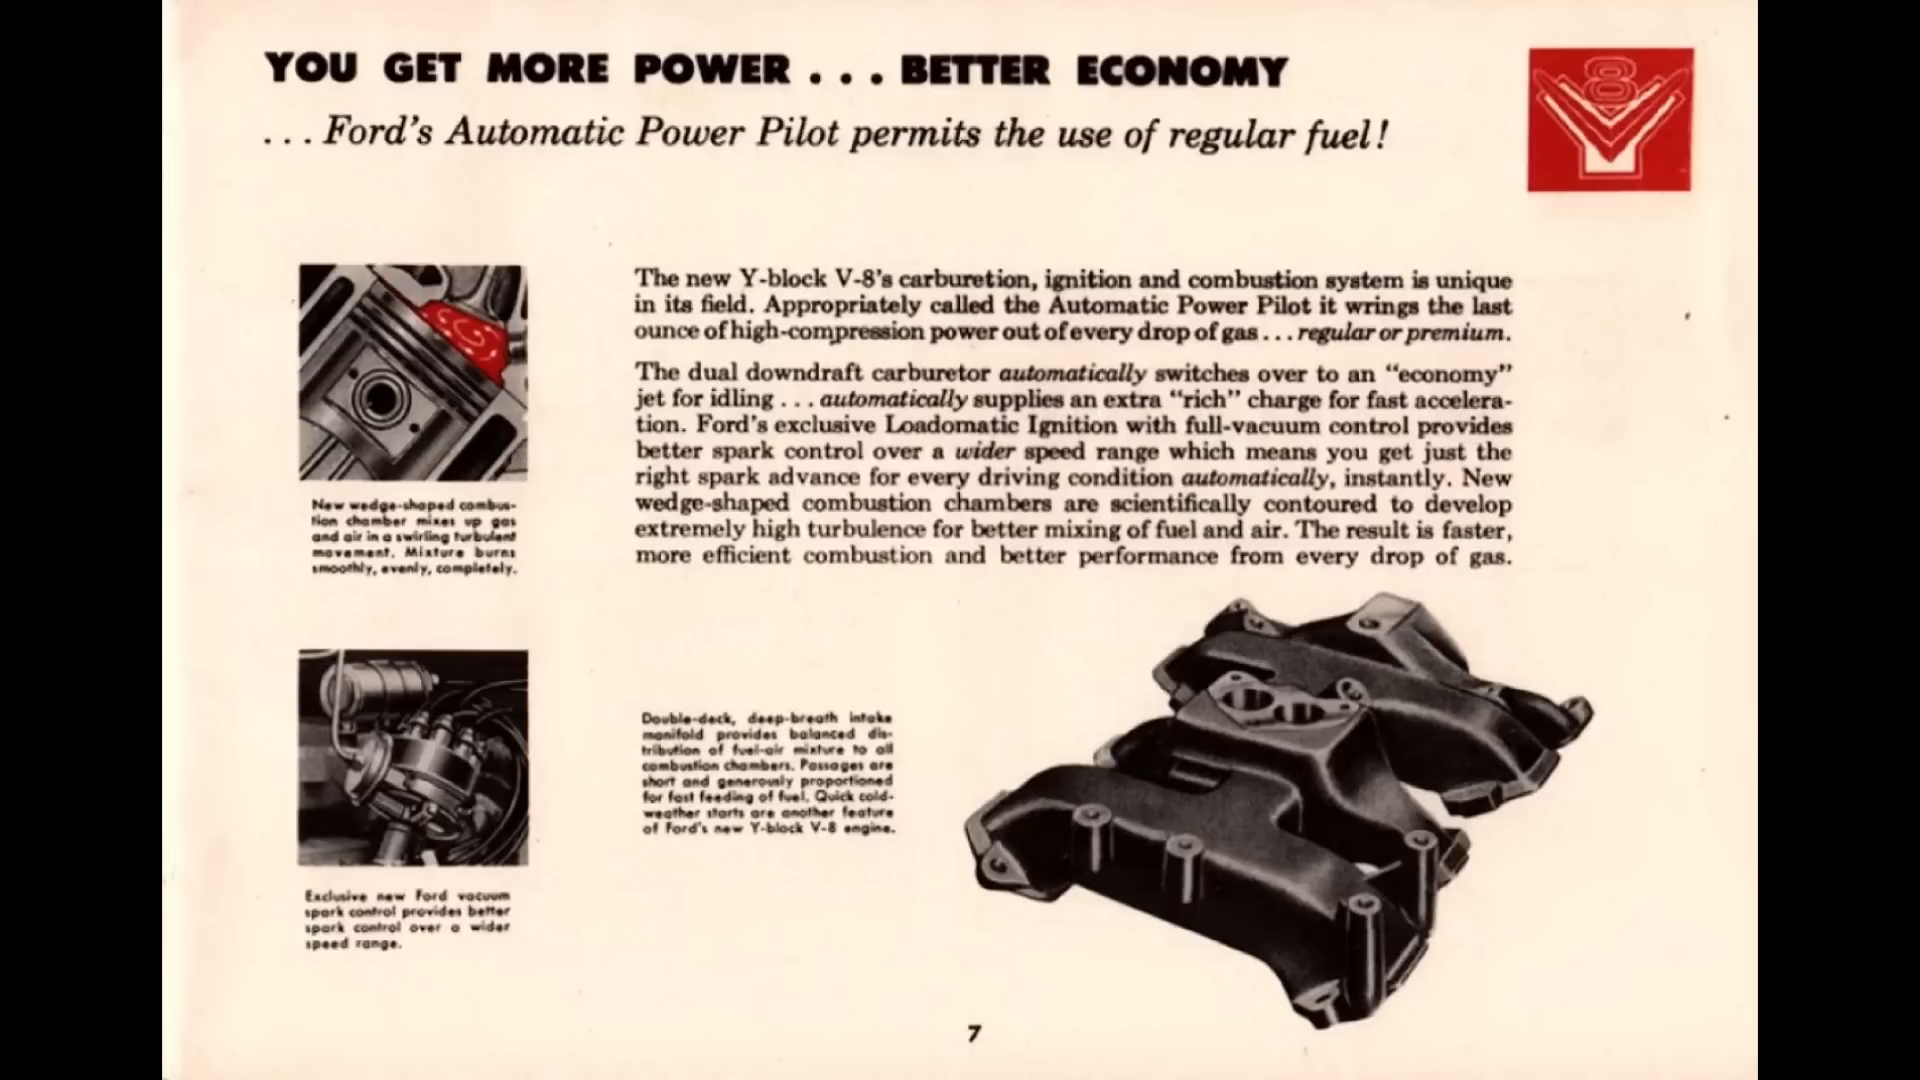 YOU GET MORE POWER . . . BETTER ECONOMY
. . . Ford's Automatic Power Pilot permits the use of regular fuel!
8
The new Y-block V-8's carburetion, ignition and combustion system is unique
in its field. Appropriately called the Automatic Power Pilot it wrings the last
ounce of high-compression power out of every drop of gas . . . regular or premium.
The dual downdraft carburetor automatically switches over to an "economy"
jet for idling . . . automatically supplies an extra "rich" charge for fast accelera-
tion. Ford's exclusive Loadomatic Ignition with full-vacuum control provides
better spark control over a wider speed range which means you get just the
right spark advance for every driving condition automatically, instantly. New
wedge-shaped combustion chambers are scientifically contoured to develop
extremely high turbulence for better mixing of fuel and air. The result is faster,
more efficient combustion and better performance from every drop of gas.
New wedge-shaped combus-
tion chamber mixes up gas
and air in a swirling turbulent
movement. Mixture burns
smoothly, evenly, completely.
Exclusive new Ford vacuum
spark control provides better
spark control over a wider
speed range.
Double-deck, deep-breath intake
manifold provides balanced dis-
tribution of fuel-air mixture to all
combustion chambers. Passages are
short and generously proportioned
for fast feeding of fuel. Quick cold-
weather starts are another feature
of Ford's new Y-block V-8 engine.
7